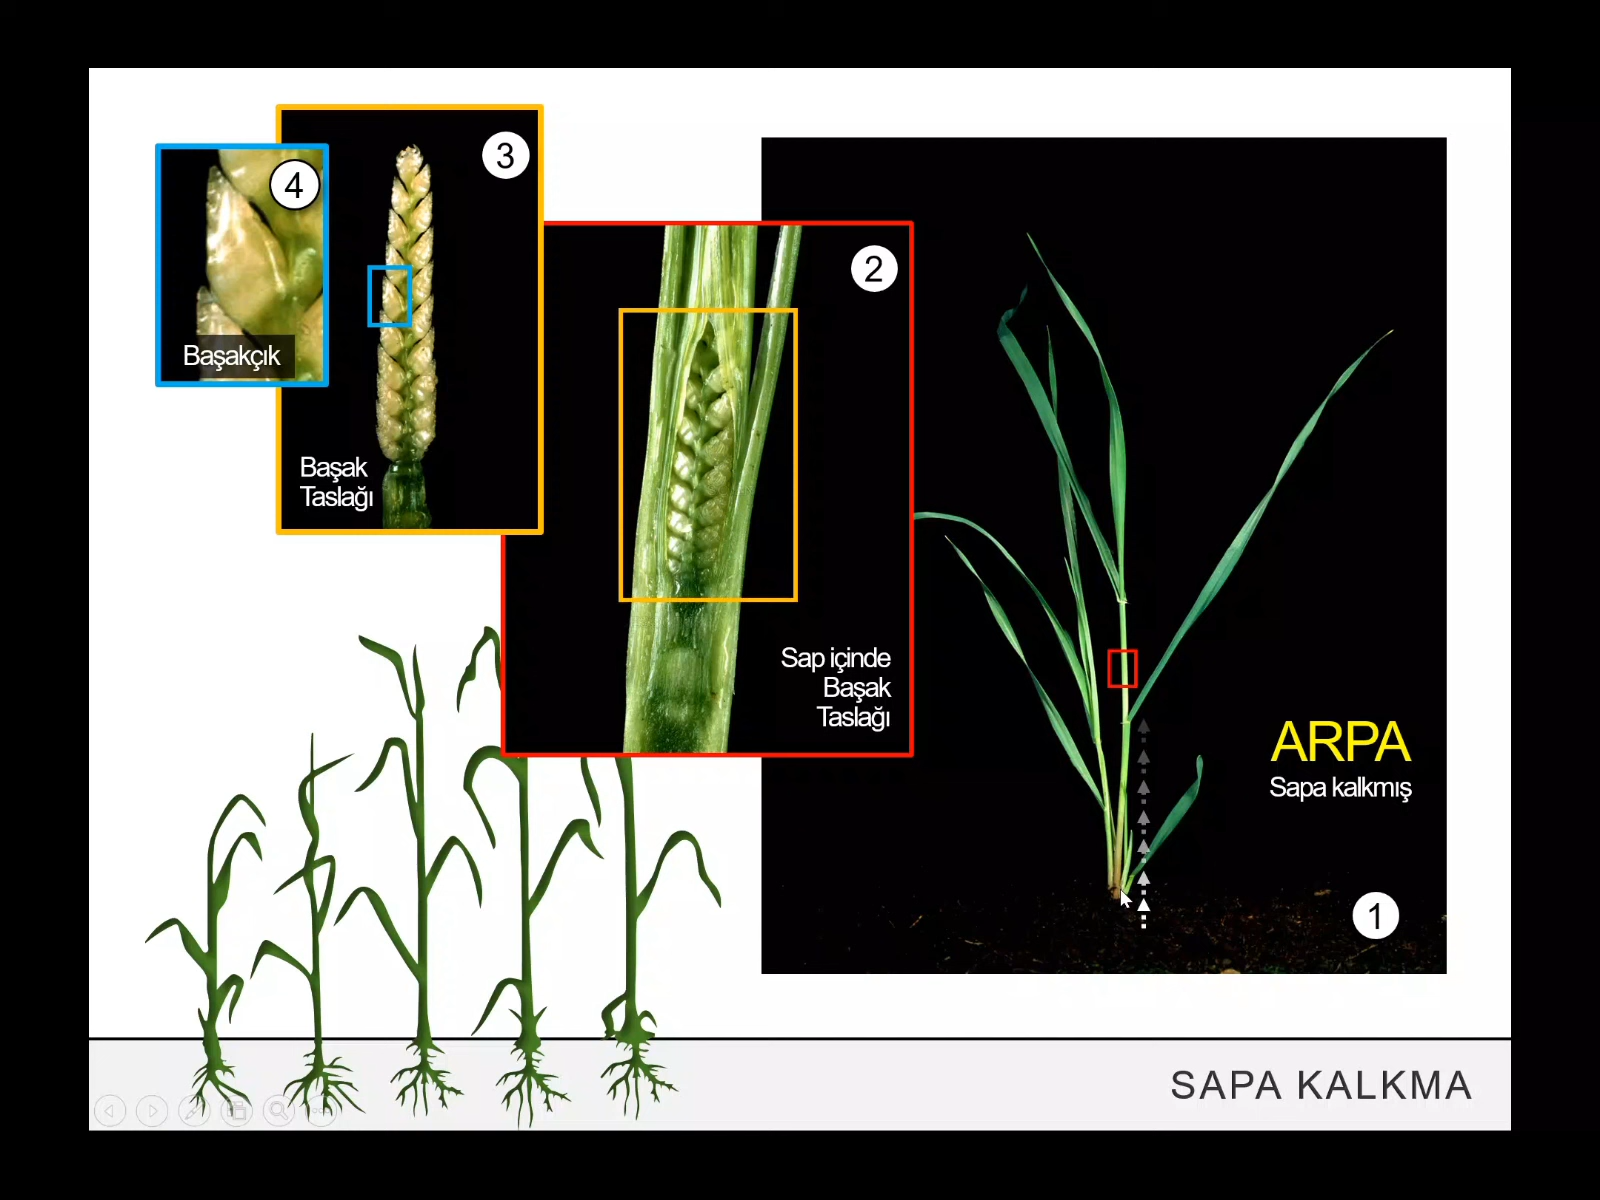 3
4
2
Başakçık
Başak
Taslağı
Sap içinde
Başak
Taslağı
ARPA
Sapa kalkmış
1
SAPA KALKMA